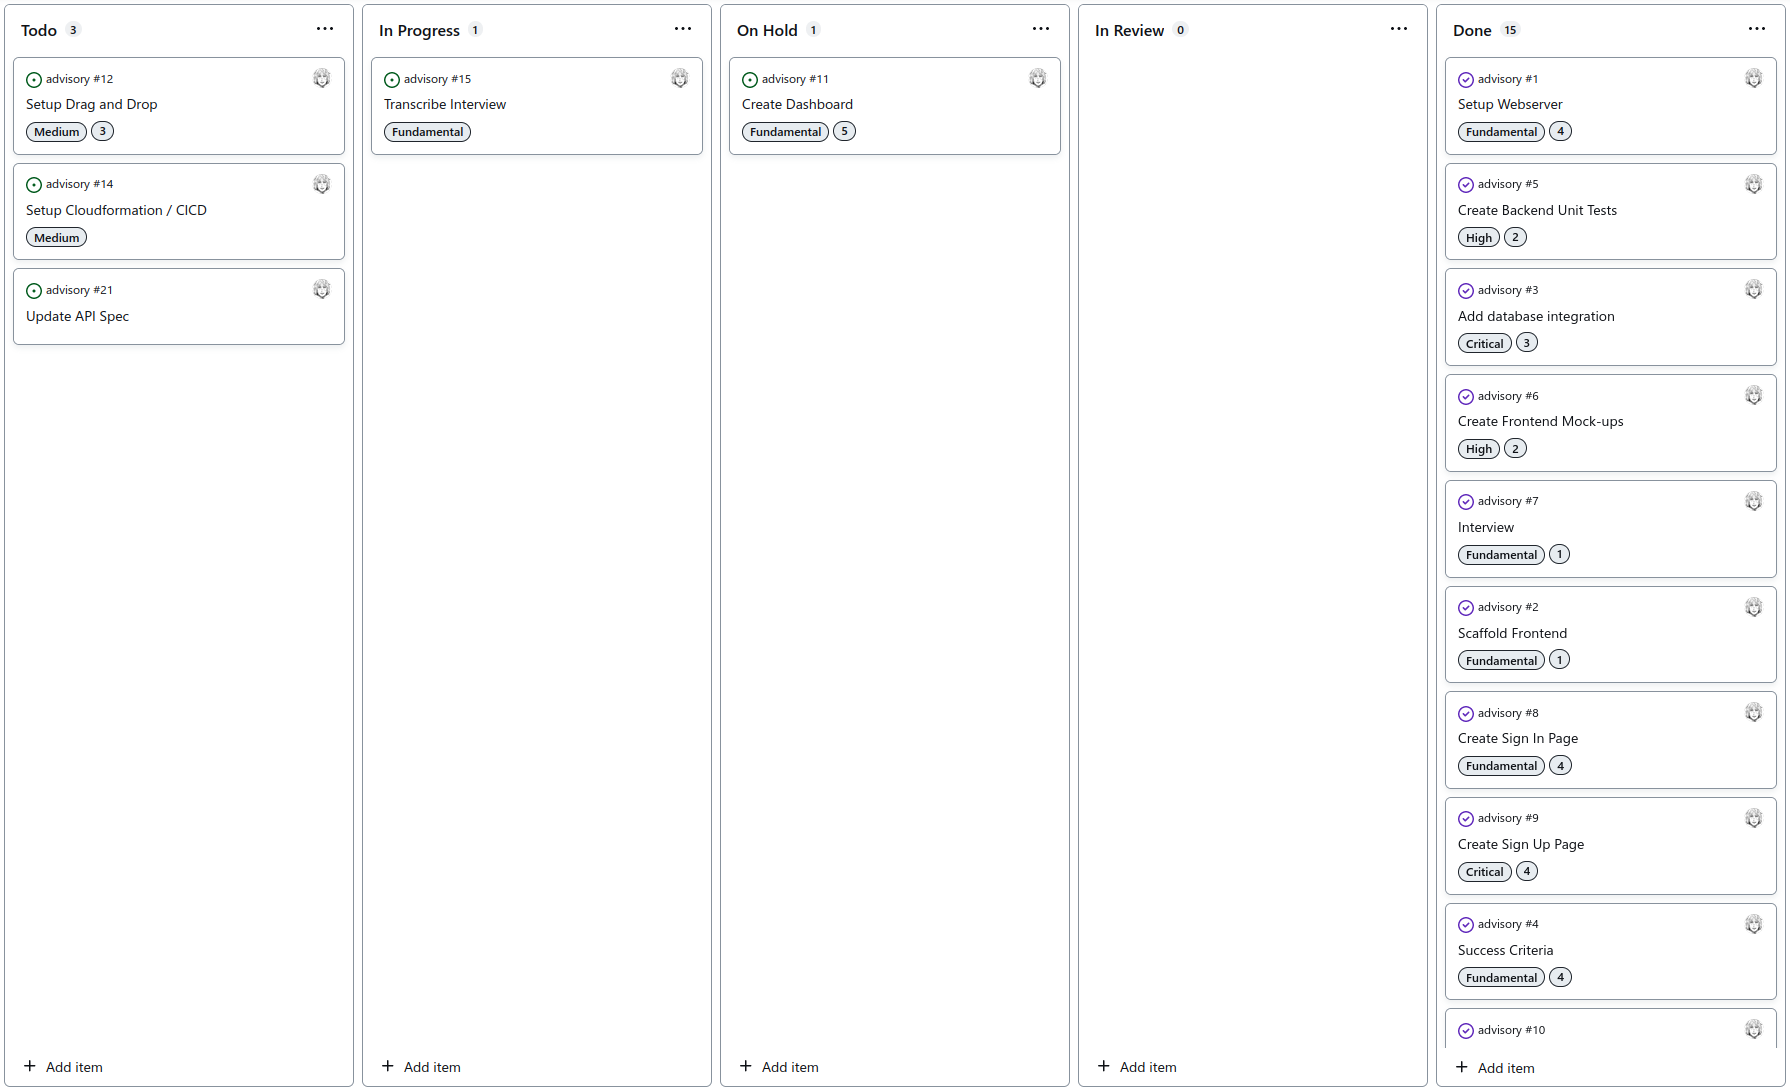 Todo 3
advisory #12
Setup Drag and Drop
Medium 3
advisory #14
Setup Cloudformation / CICD
Medium
advisory #21
Update API Spec
+ Add item
In Progress 1
advisory #15
Transcribe Interview
Fundamental
+ Add item
On Hold 1
advisory #11
Create Dashboard
Fundamental 5
+ Add item
In Review 0
+ Add item
Done 15
advisory #1
Setup Webserver
Fundamental 4
advisory #5
Create Backend Unit Tests
High 2
advisory #3
Add database integration
Critical 3
advisory #6
Create Frontend Mock-ups
High 2
advisory #7
Interview
Fundamental 1
advisory #2
Scaffold Frontend
Fundamental 1
advisory #8
Create Sign In Page
Fundamental 4
advisory #9
Create Sign Up Page
Critical 4
advisory #4
Success Criteria
Fundamental 4
advisory #10
+ Add item